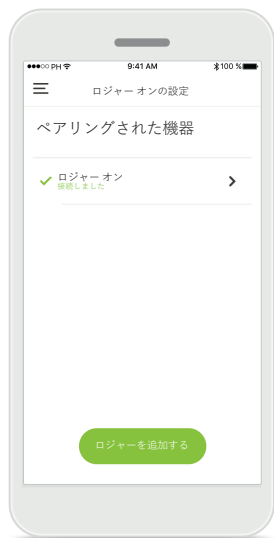 PH 9:41 AM 100 %
ロジャー オンの設定
ペアリングされた機器
ロジャー オン
接続しました
ロジャーを追加する